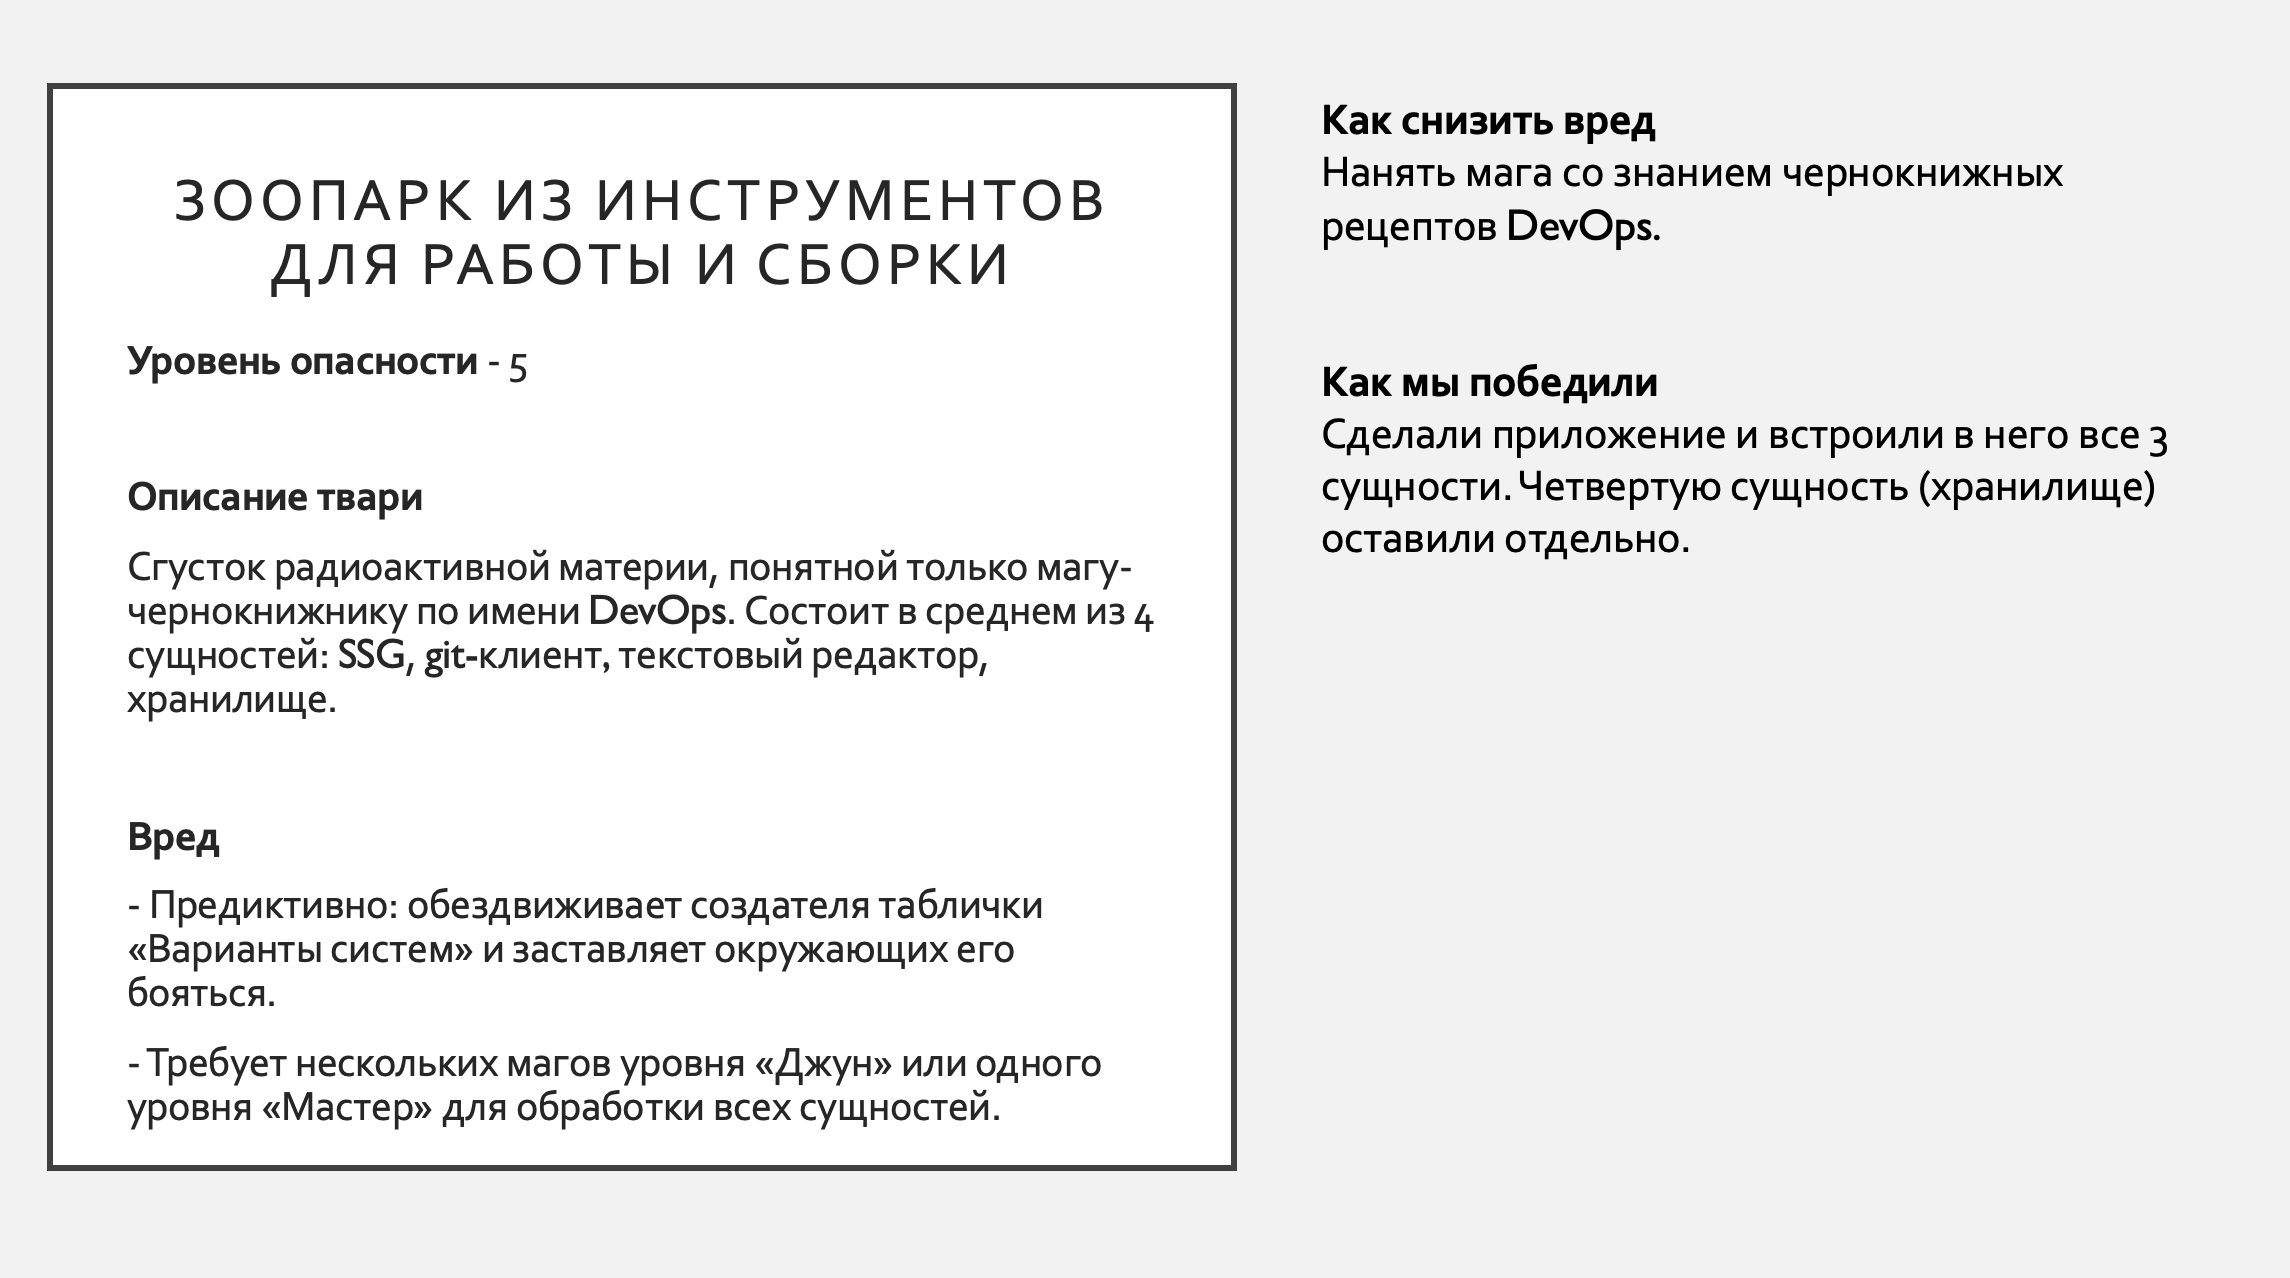 ЗООПАРК ИЗ ИНСТРУМЕНТОВ
ДЛЯ РАБОТЫ И СБОРКИ
Уровень опасности - 5
Описание твари
Сгусток радиоактивной материи, понятной только магу-
чернокнижнику по имени DevOps. Состоит в среднем из 4
сущностей: SSG, git-клиент, текстовый редактор,
хранилище.
Вред
- Предиктивно: обездвиживает создателя таблички
«Варианты систем» и заставляет окружающих его
бояться.
- Требует нескольких магов уровня «Джун» или одного
уровня «Мастер» для обработки всех сущностей.
Как снизить вред
Нанять мага со знанием чернокнижных
рецептов DevOps.
Как мы победили
Сделали приложение и встроили в него все 3
сущности. Четвертую сущность (хранилище)
оставили отдельно.